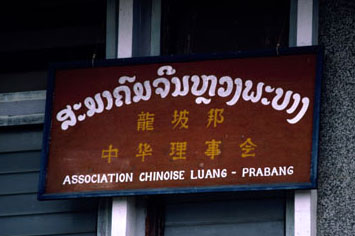 ສະມາຄົມຈີນຫຼວງພະບາງ
龍坡邦
中华理事会
ASSOCIATION CHINOISE LUANG - PRABANG